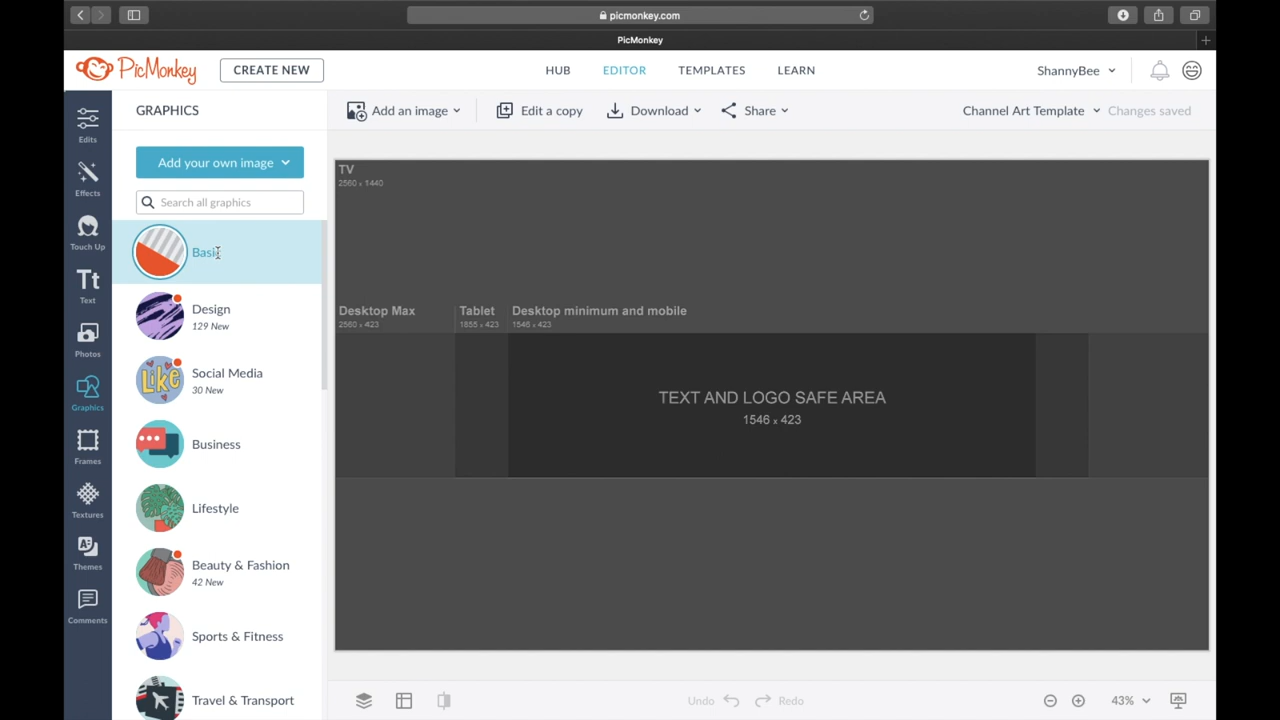 picmonkey.com
PicMonkey
PicMonkey
CREATE NEW
HUB
EDITOR
TEMPLATES
LEARN
ShannyBee
Edits
Effects
Touch Up
Tt
Text
Photos
Graphics
Frames
Textures
Themes
Comments
GRAPHICS
Add your own image
Search all graphics
Basic
Design
129 New
LIKE
Social Media
30 New
Business
Lifestyle
Beauty & Fashion
42 New
Sports & Fitness
Travel & Transport
Add an image
Edit a copy
Download
Share
Channel Art Template
Changes saved
TV
2560 x 1440
Desktop Max
2560 x 423
Tablet
1855 x 423
Desktop minimum and mobile
1546 x 423
TEXT AND LOGO SAFE AREA
1546 x 423
Undo
Redo
43%